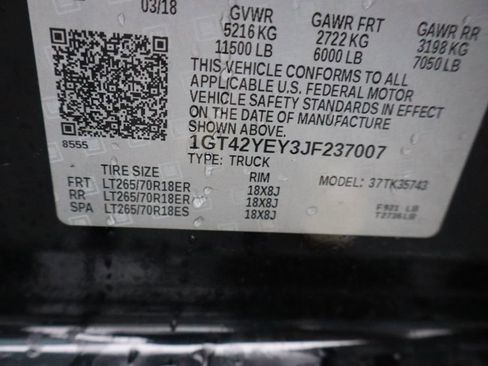 03/18 GVWR GAWR FRT GAWR RR
5216 KG 2722 KG 3198 KG
11500 LB 6000 LB 7050 LB
THIS VEHICLE CONFORMS TO ALL
APPLICABLE U.S. FEDERAL MOTOR
VEHICLE SAFETY STANDARDS IN EFFECT
ON THE DATE OF MANUFACTURE
SHOWN ABOVE.
8555 1GT42YEY3JF237007
TYPE: TRUCK
TIRE SIZE RIM MODEL: 37TK35743
FRT LT265/70R18ER 18X8J
RR LT265/70R18ER 18X8J
SPA LT265/70R18ES 18X8J
F921 LB
T2736LB